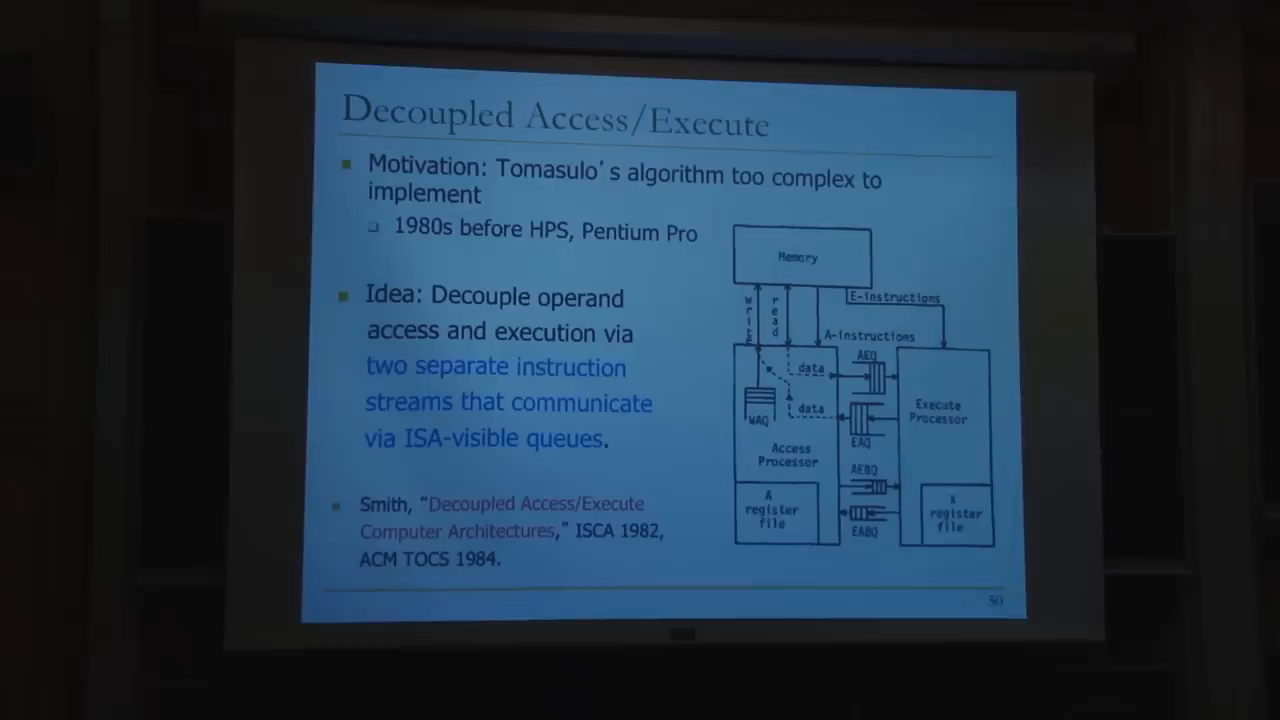 Decoupled Access/Execute
Motivation: Tomasulo's algorithm too complex to
implement
1980s before HPS, Pentium Pro
Idea: Decouple operand
access and execution via
two separate instruction
streams that communicate
via ISA-visible queues.
Smith, "Decoupled Access/Execute
Computer Architectures," ISCA 1982,
ACM TOCS 1984.
Memory
write
read
E-instructions
A-instructions
AEQ
data
data
WAQ
EAQ
Execute
Processor
Access
Processor
AEBQ
A
register
file
X
register
file
EABQ
50